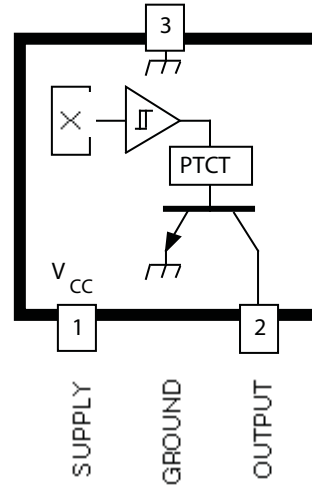 3
X
PTCT
V CC
1
2
SUPPLY
GROUND
OUTPUT